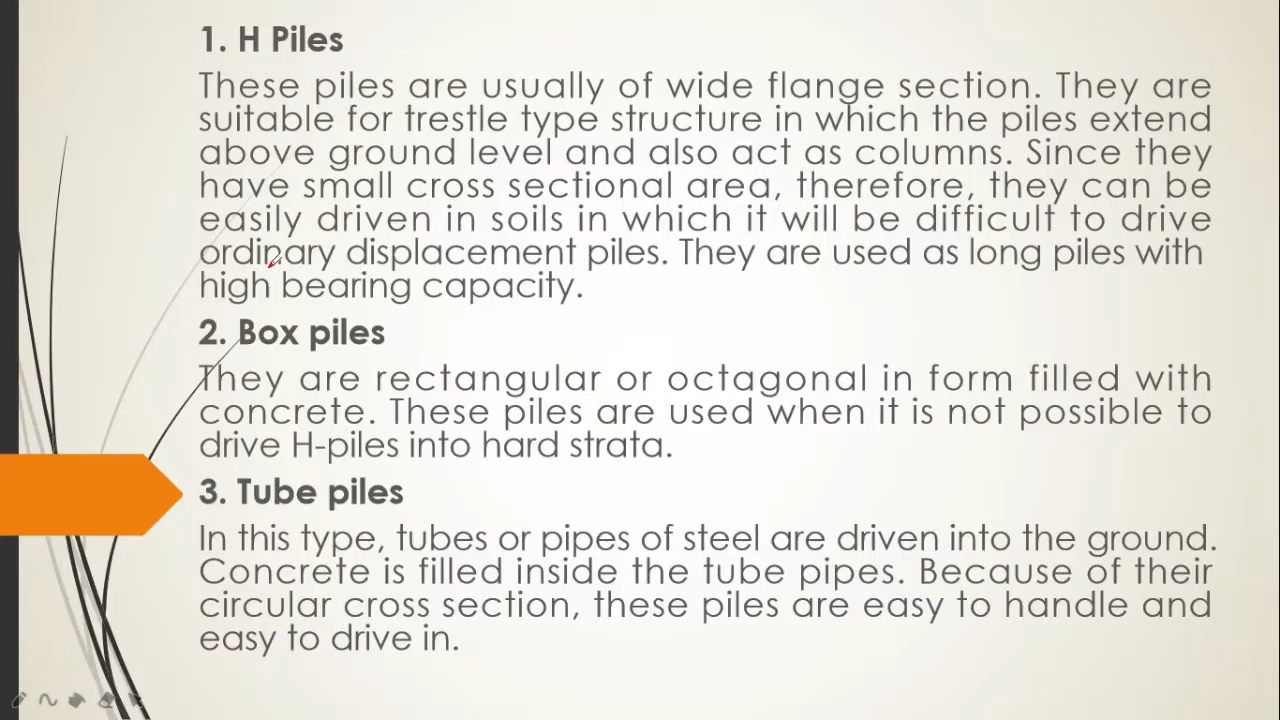 1. H Piles
These piles are usually of wide flange section. They are
suitable for trestle type structure in which the piles extend
above ground level and also act as columns. Since they
have small cross sectional area, therefore, they can be
easily driven in soils in which it will be difficult to drive
ordinary displacement piles. They are used as long piles with
high bearing capacity.
2. Box piles
They are rectangular or octagonal in form filled with
concrete. These piles are used when it is not possible to
drive H-piles into hard strata.
3. Tube piles
In this type, tubes or pipes of steel are driven into the ground.
Concrete is filled inside the tube pipes. Because of their
circular cross section, these piles are easy to handle and
easy to drive in.